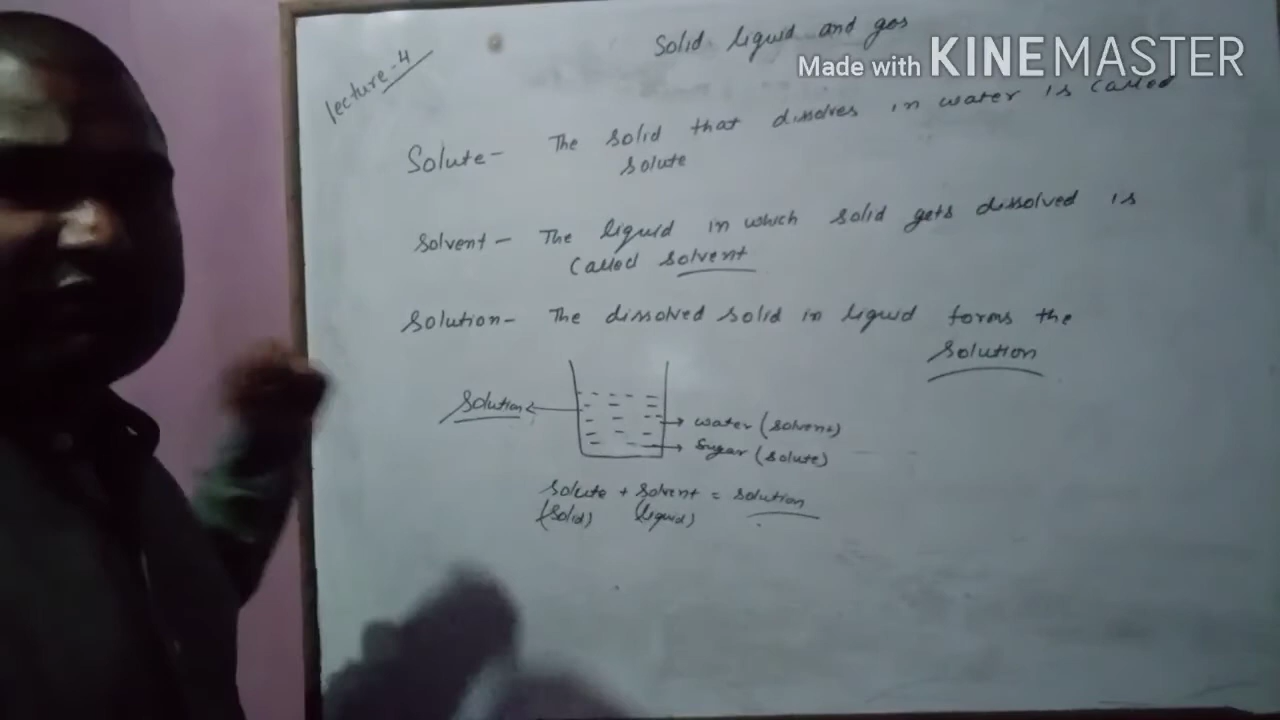 Lecture-4
Solid liquid and gas
Made with KINEMASTER
Solute- The solid that dissolves in water is called
solute
Solvent - The liquid in which solid gets dissolved is
called solvent
Solution- The dissolved solid in liquid forms the
solution
solution
water (solvent)
sugar (solute)
solute + solvent = solution
(solid) (liquid)